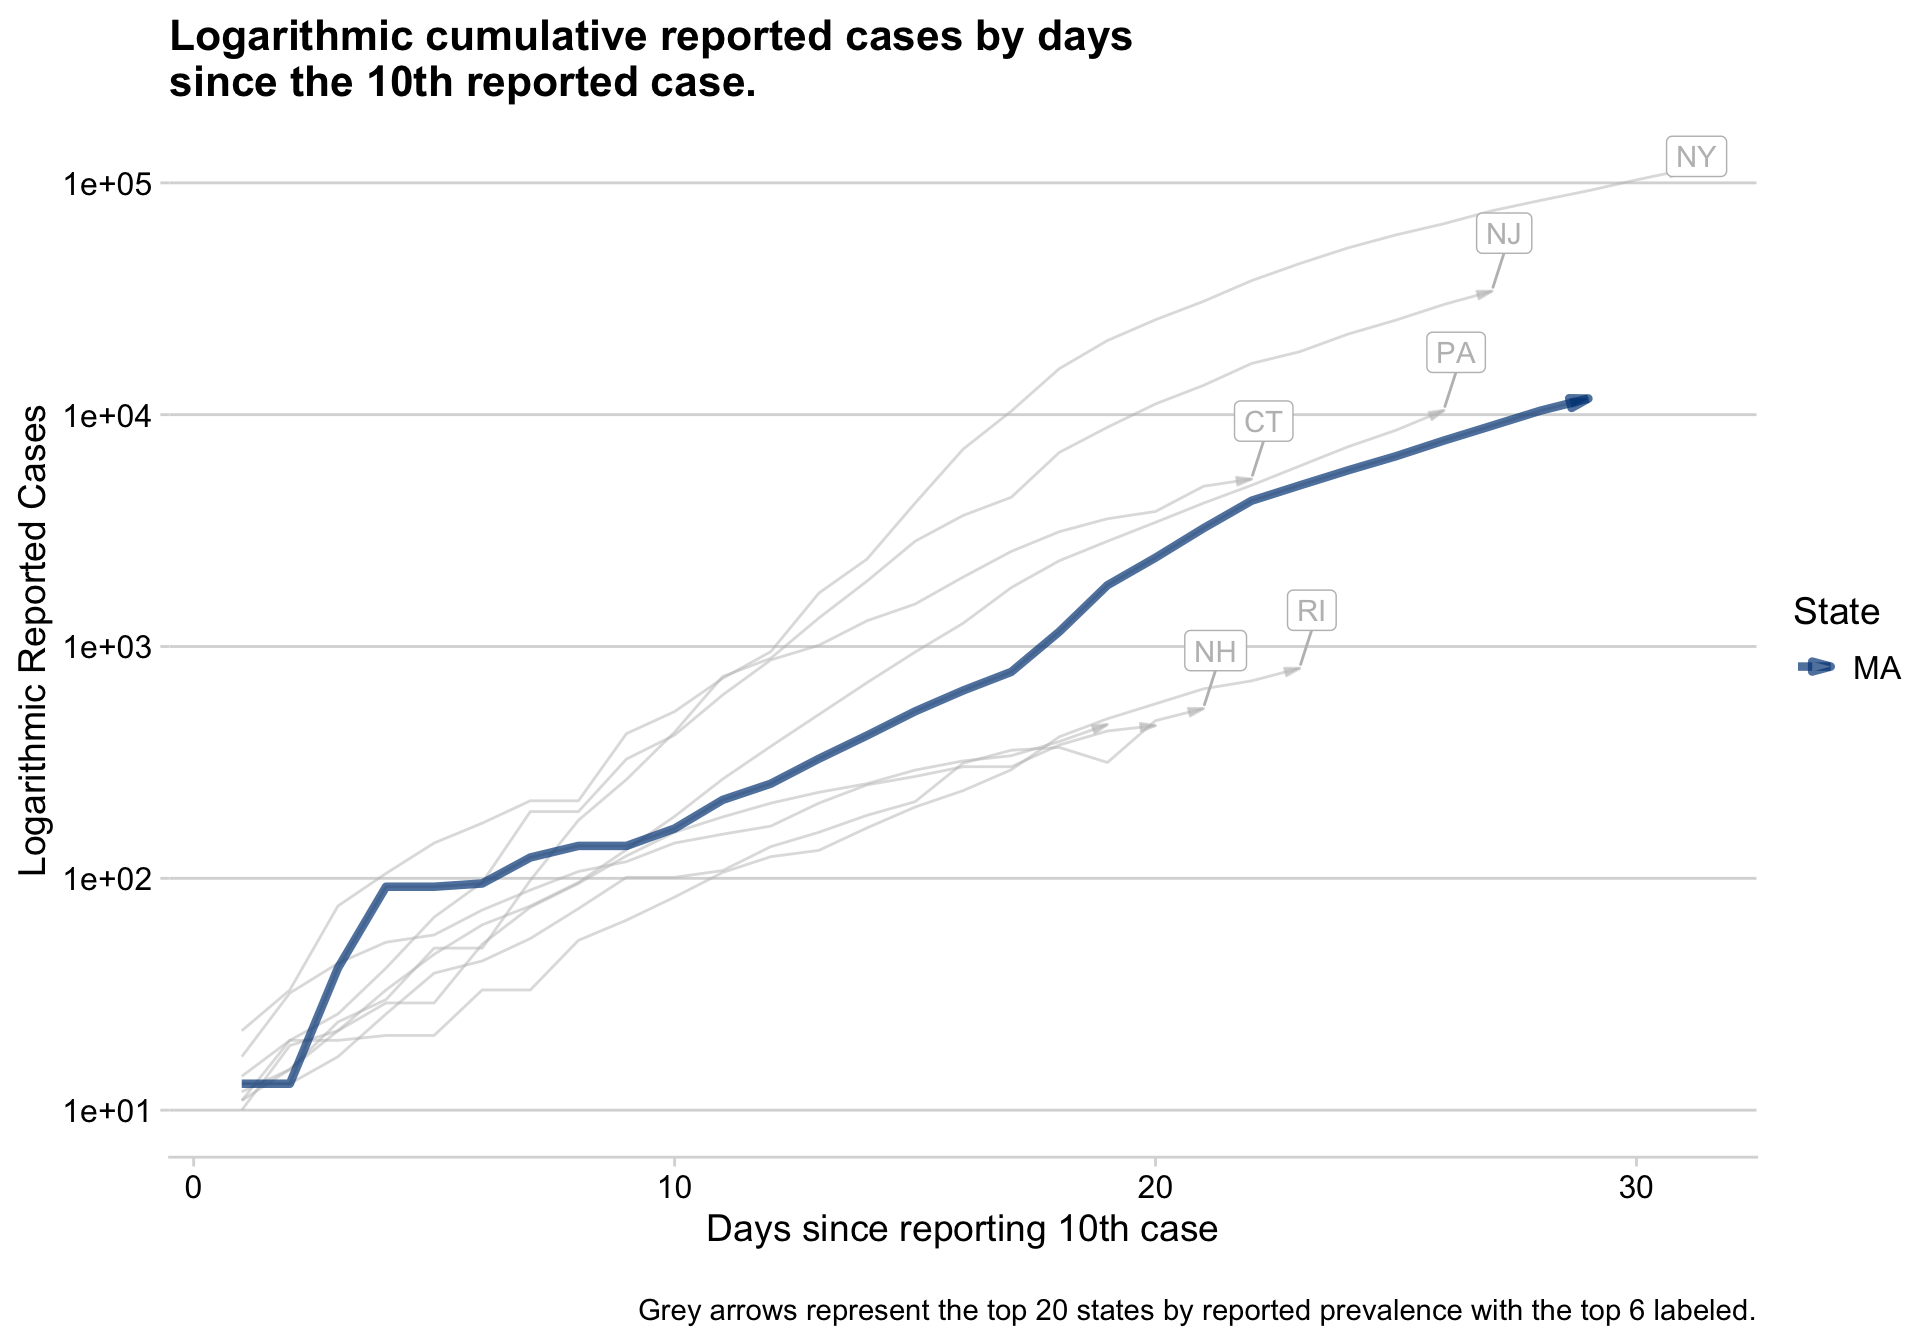 Logarithmic cumulative reported cases by days
since the 10th reported case.
1e+05
1e+04
1e+03
1e+02
1e+01
Logarithmic Reported Cases
NY
NJ
PA
CT
RI
NH
State
MA
0
10
20
30
Days since reporting 10th case
Grey arrows represent the top 20 states by reported prevalence with the top 6 labeled.